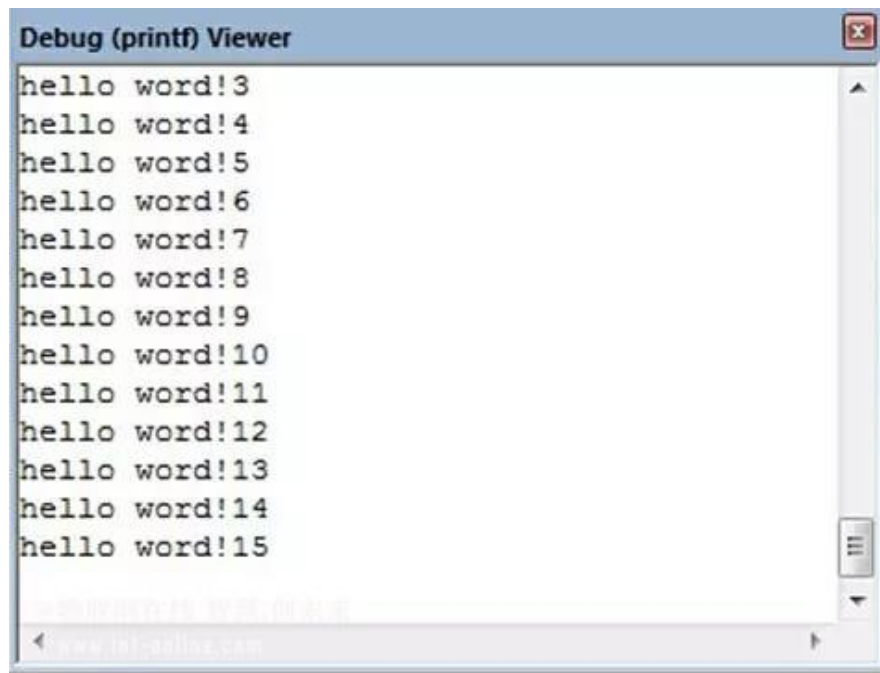 Debug (printf) Viewer
hello word!3
hello word!4
hello word!5
hello word!6
hello word!7
hello word!8
hello word!9
hello word!10
hello word!11
hello word!12
hello word!13
hello word!14
hello word!15